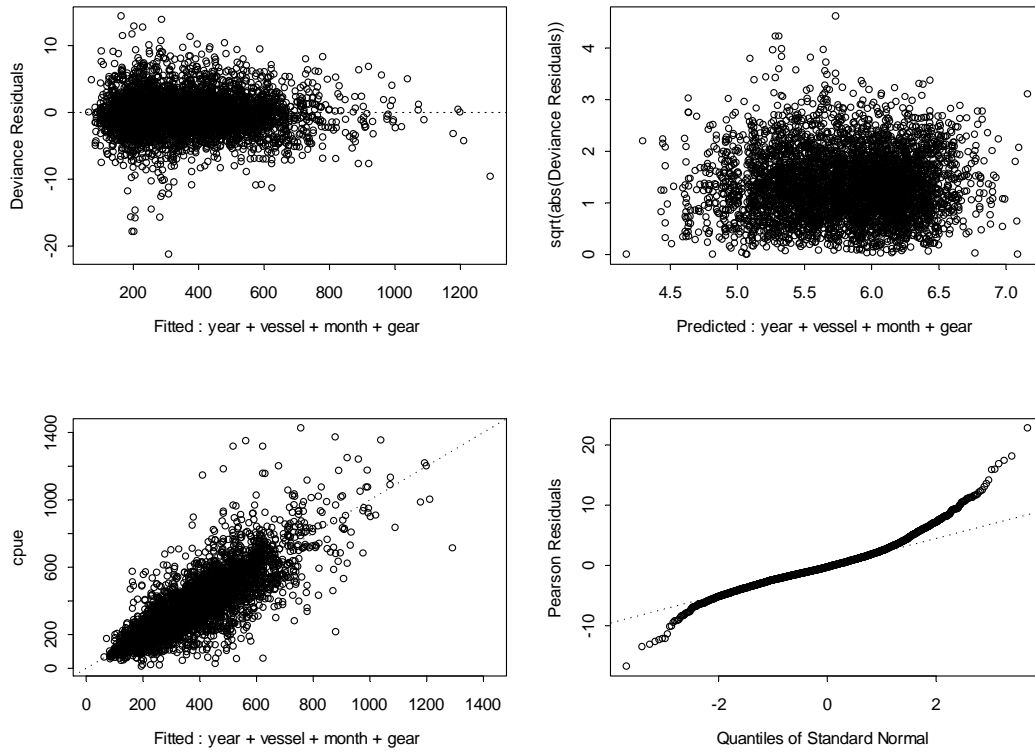 Deviance Residuals
10
0
-10
-20
200 400 600 800 1000 1200
Fitted : year + vessel + month + gear
sqrt(abs(Deviance Residuals))
4
3
2
1
0
4.5 5.0 5.5 6.0 6.5 7.0
Predicted : year + vessel + month + gear
cpue
1400
1000
600
200
0
0 200 400 600 800 1000 1200 1400
Fitted : year + vessel + month + gear
Pearson Residuals
20
10
0
-10
-2 0 2
Quantiles of Standard Normal